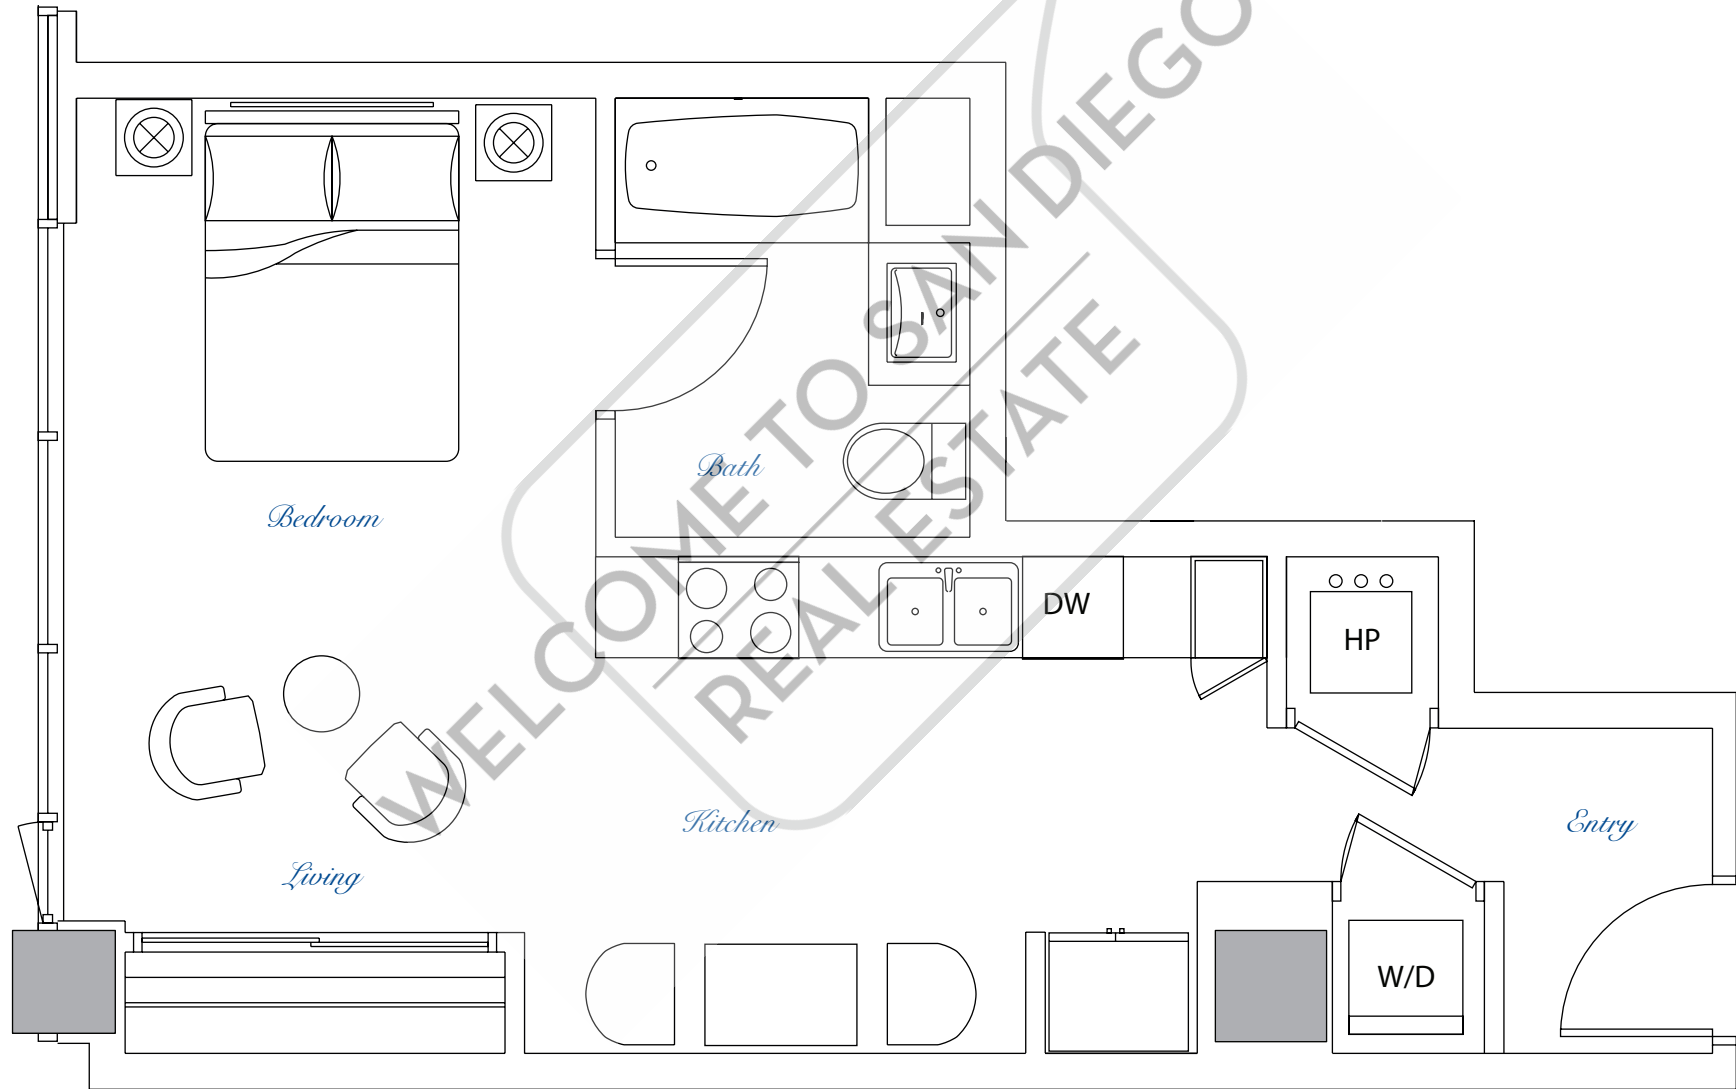 WELCOME TO SAN DIEGO
REAL ESTATE
Bath
Bedroom
DW
HP
Kitchen
Entry
Living
W/D